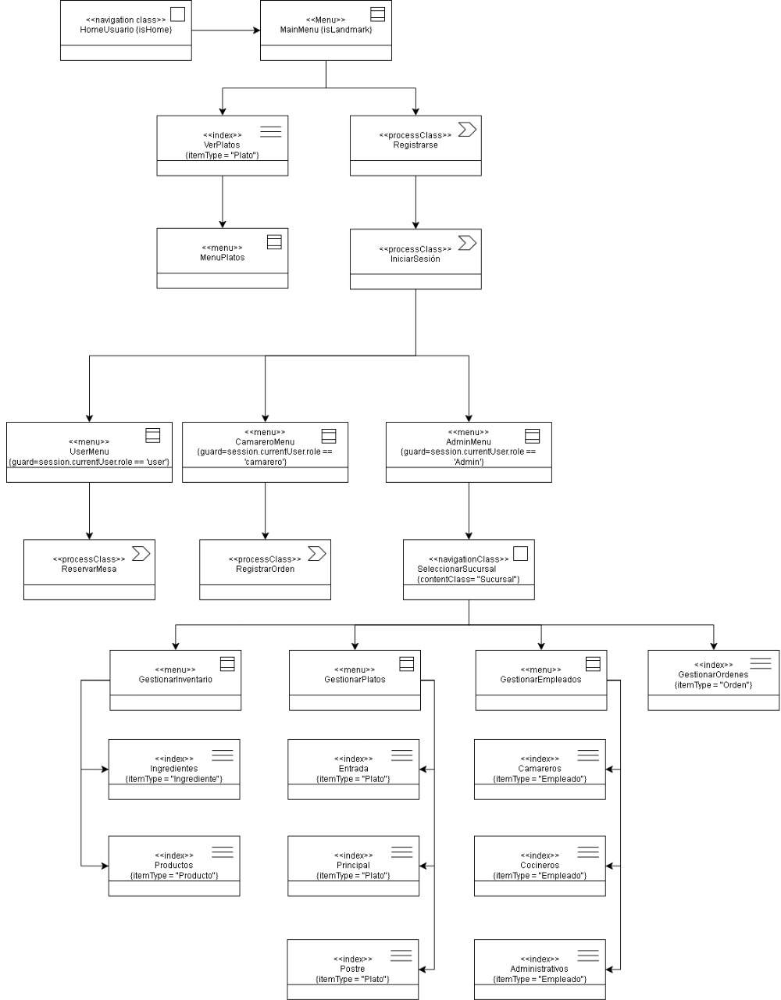 <<navigation class>>
HomeUsuario {isHome}
<<Menu>>
MainMenu {isLandmark}
<<index>>
VerPlatos
{itemType = "Plato"}
<<processClass>>
Registrarse
<<menu>>
MenuPlatos
<<processClass>>
IniciarSesión
<<menu>>
UserMenu
{guard=session.currentUser.role == 'user'}
<<menu>>
CamareroMenu
{guard=session.currentUser.role ==
'camarero'}
<<menu>>
AdminMenu
{guard=session.currentUser.role ==
'Admin'}
<<processClass>>
ReservarMesa
<<processClass>>
RegistrarOrden
<<navigationClass>>
SeleccionarSucursal
{contentClass= "Sucursal"}
<<menu>>
GestionarInventario
<<menu>>
GestionarPlatos
<<menu>>
GestionarEmpleados
<<index>>
GestionarOrdenes
{itemType = "Orden"}
<<index>>
Ingredientes
{itemType = "Ingrediente"}
<<index>>
Entrada
{itemType = "Plato"}
<<index>>
Camareros
{itemType = "Empleado"}
<<index>>
Productos
{itemType = "Producto"}
<<index>>
Principal
{itemType = "Plato"}
<<index>>
Cocineros
{itemType = "Empleado"}
<<index>>
Postre
{itemType = "Plato"}
<<index>>
Administrativos
{itemType = "Empleado"}